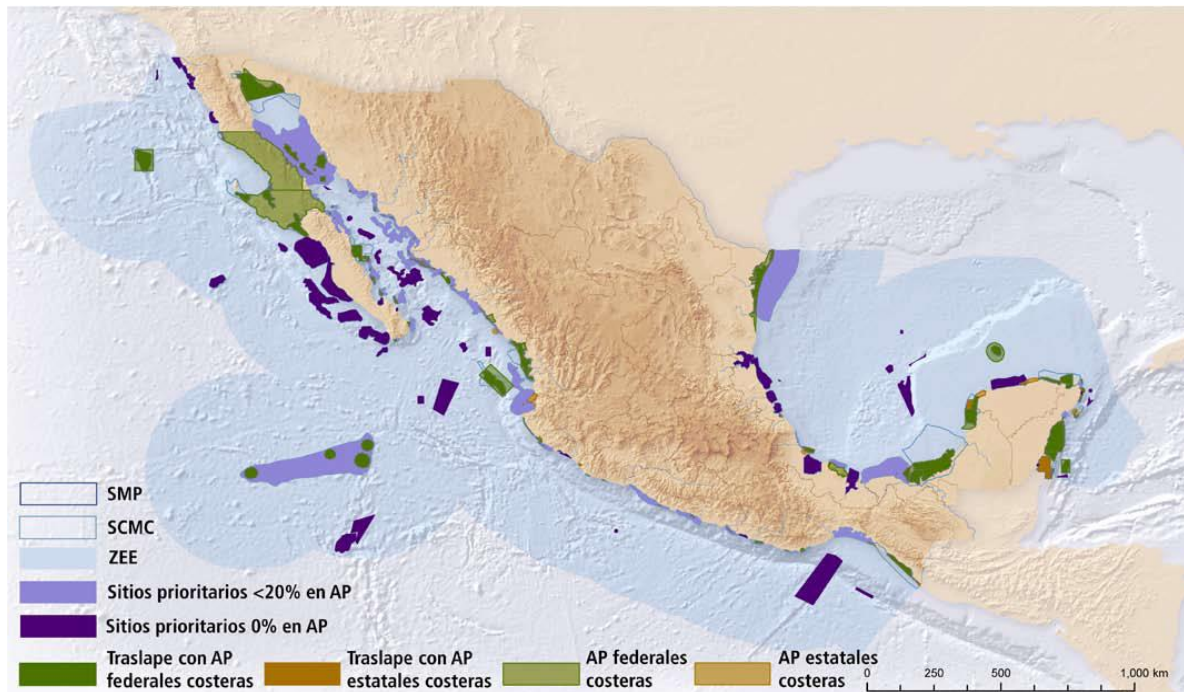 SMP
SCMC
ZEE
Sitios prioritarios <20% en AP
Sitios prioritarios 0% en AP
Traslape con AP
federales costeras
Traslape con AP
estatales costeras
AP federales
costeras
AP estatales
costeras
0 250 500 1,000 km